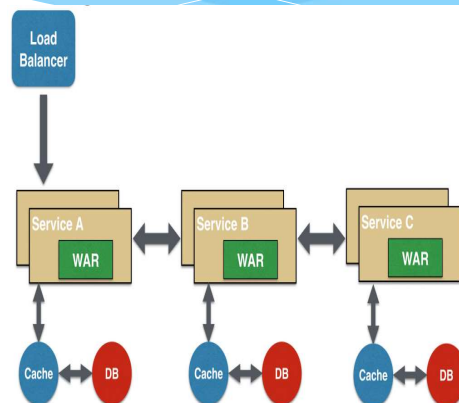 Load
Balancer
Service A
Service B
Service C
WAR
WAR
WAR
Cache
DB
Cache
DB
Cache
DB